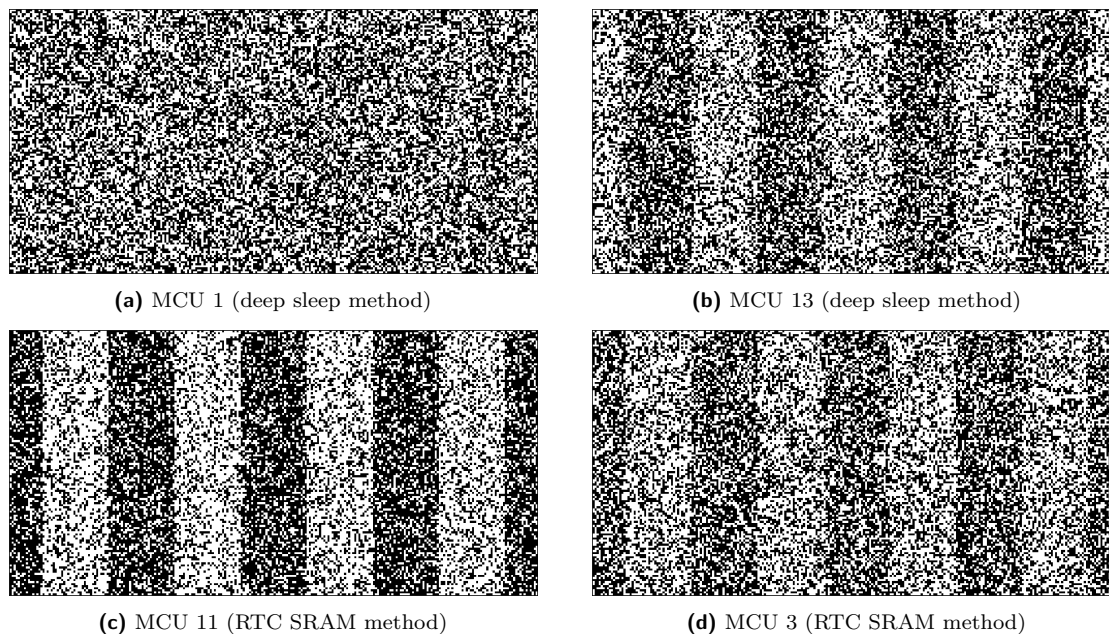 (a) MCU 1 (deep sleep method)
(b) MCU 13 (deep sleep method)
(c) MCU 11 (RTC SRAM method)
(d) MCU 3 (RTC SRAM method)